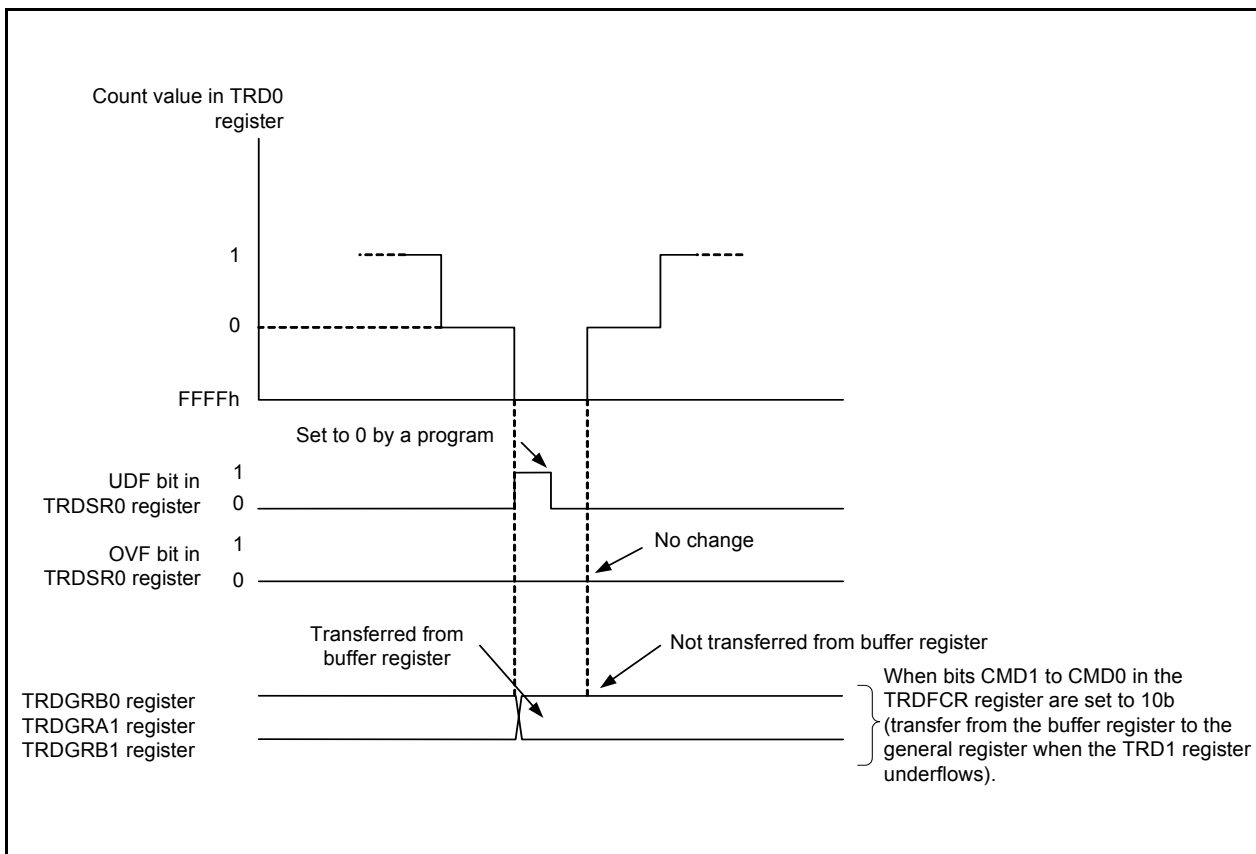 Count value in TRD0
register
1
0
FFFFh
Set to 0 by a program
UDF bit in
TRDSR0 register
1
0
OVF bit in
TRDSR0 register
1
0
No change
Transferred from
buffer register
Not transferred from buffer register
TRDGRB0 register
TRDGRA1 register
TRDGRB1 register
When bits CMD1 to CMD0 in the
TRDFCR register are set to 10b
(transfer from the buffer register to the
general register when the TRD1 register
underflows).